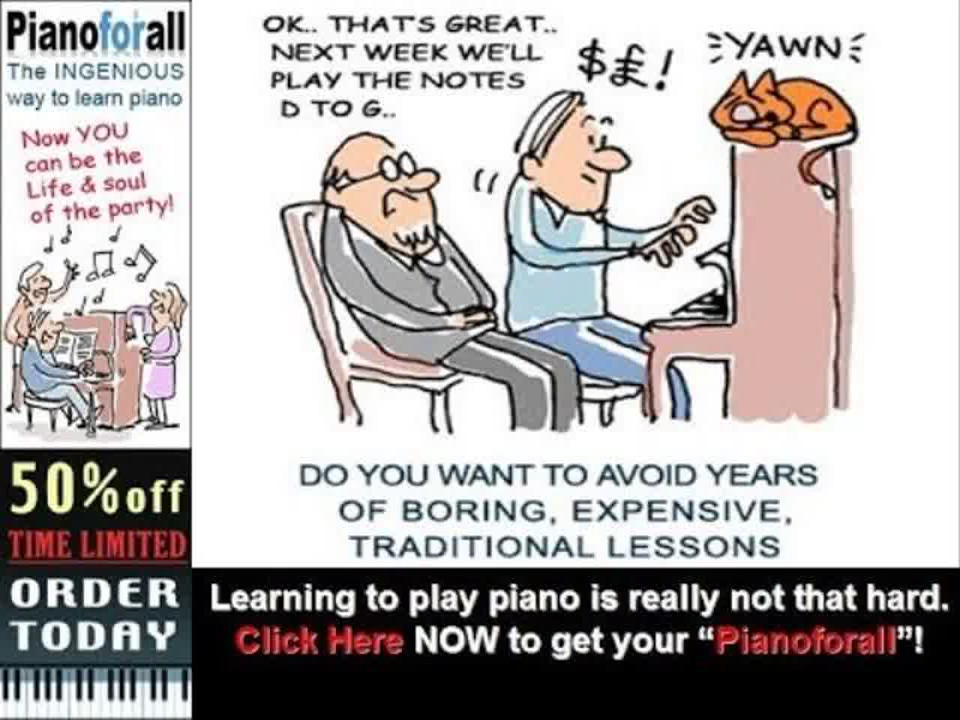 Pianoforall
The INGENIOUS
way to learn piano
Now YOU
can be the
Life & soul
of the party!
50%off
TIME LIMITED
ORDER
TODAY
OK.. THAT'S GREAT..
NEXT WEEK WE'LL
PLAY THE NOTES
D TO G..
$£!
YAWN
DO YOU WANT TO AVOID YEARS
OF BORING, EXPENSIVE,
TRADITIONAL LESSONS
Learning to play piano is really not that hard.
Click Here NOW to get your “Pianoforall”!